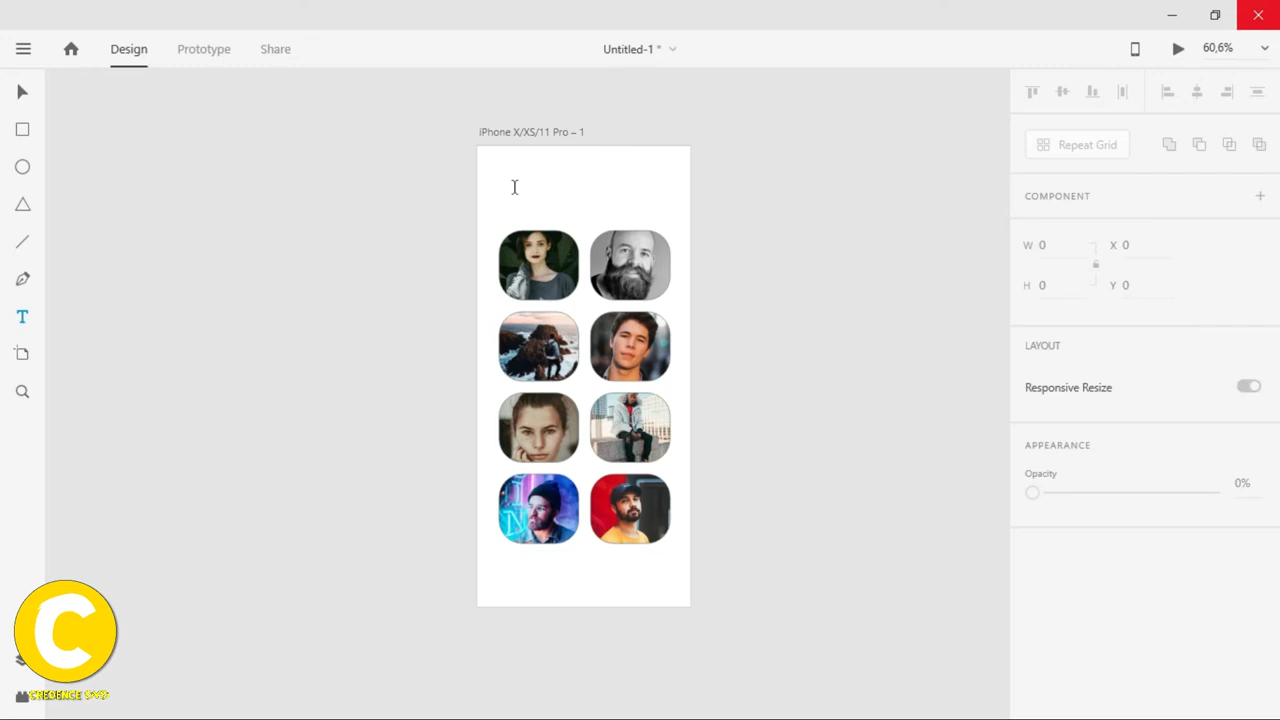 Design
Prototype
Share
Untitled-1 *
60,6%
iPhone X/XS/11 Pro – 1
Repeat Grid
COMPONENT
W 0
X 0
H 0
Y 0
LAYOUT
Responsive Resize
APPEARANCE
Opacity
0%
T
N
C
CREDENCE